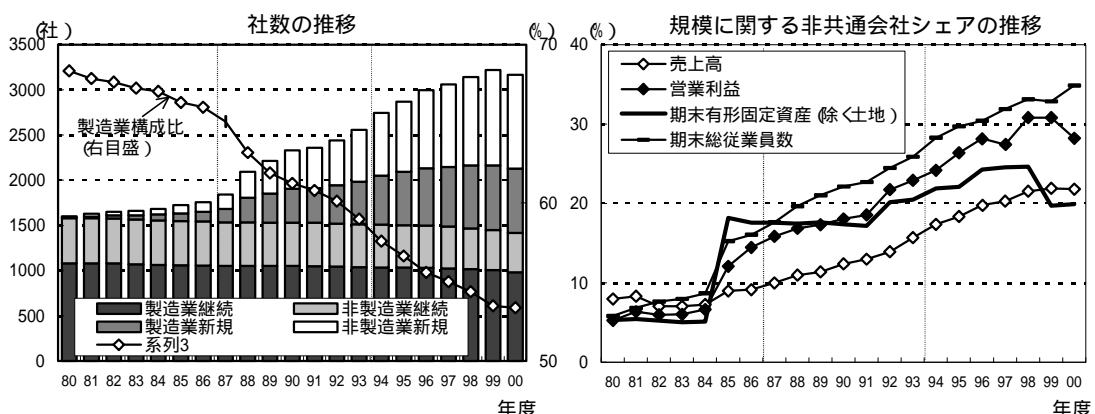 社数の推移
(社)
(%)
3500
3000
2500
2000
1500
1000
500
0
70
60
50
製造業構成比
(右目盛)
製造業継続 非製造業継続
製造業新規 非製造業新規
系列3
80 81 82 83 84 85 86 87 88 89 90 91 92 93 94 95 96 97 98 99 00
年度
規模に関する非共通会社シェアの推移
(%)
40
30
20
10
0
売上高
営業利益
期末有形固定資産(除く土地)
期末総従業員数
80 81 82 83 84 85 86 87 88 89 90 91 92 93 94 95 96 97 98 99 00
年度